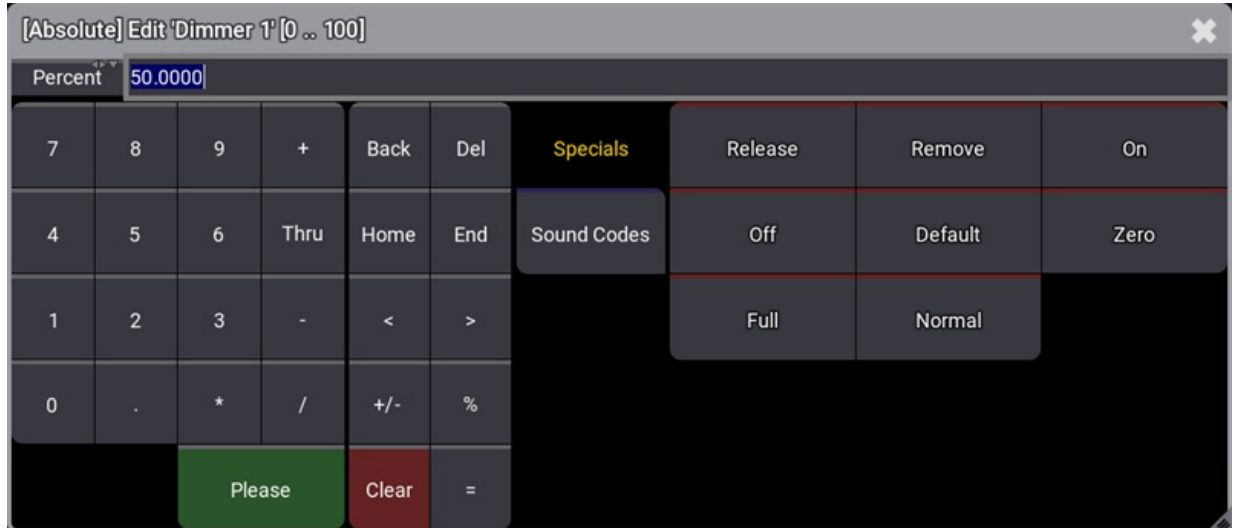 [Absolute] Edit 'Dimmer 1' [0 .. 100]
Percent 50.0000
7 8 9 + Back Del Specials Release Remove On
4 5 6 Thru Home End Sound Codes Off Default Zero
1 2 3 - < > Full Normal
0 . * / +/- %
Please Clear =